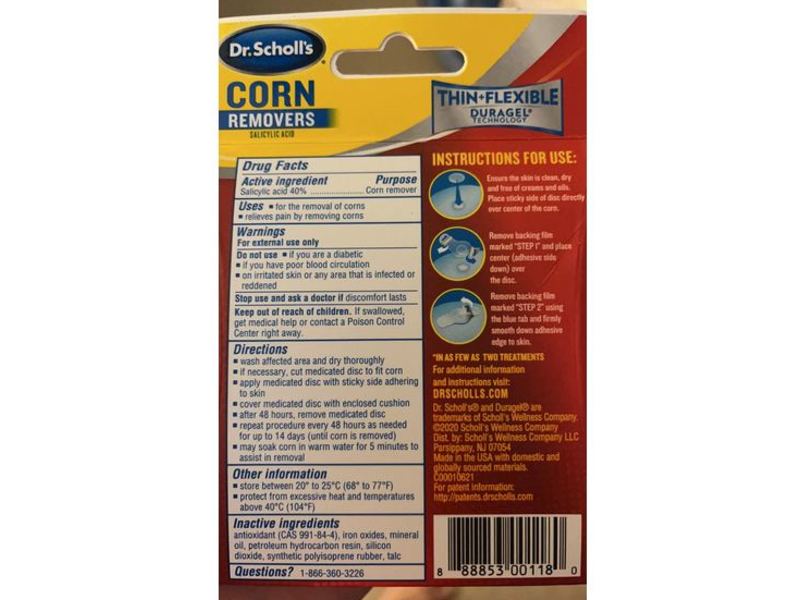 Dr. Scholl's
CORN
REMOVERS
SALICYLIC ACID
THIN+FLEXIBLE
DURAGEL®
TECHNOLOGY
Drug Facts
Active ingredient Purpose
Salicylic acid 40% ........................ Corn remover
Uses ▪ for the removal of corns
▪ relieves pain by removing corns
Warnings
For external use only
Do not use ▪ if you are a diabetic
▪ if you have poor blood circulation
▪ on irritated skin or any area that is infected or
reddened
Stop use and ask a doctor if discomfort lasts
Keep out of reach of children. If swallowed,
get medical help or contact a Poison Control
Center right away.
Directions
▪ wash affected area and dry thoroughly
▪ if necessary, cut medicated disc to fit corn
▪ apply medicated disc with sticky side adhering
to skin
▪ cover medicated disc with enclosed cushion
▪ after 48 hours, remove medicated disc
▪ repeat procedure every 48 hours as needed
for up to 14 days (until corn is removed)
▪ may soak corn in warm water for 5 minutes to
assist in removal
Other information
▪ store between 20° to 25°C (68° to 77°F)
▪ protect from excessive heat and temperatures
above 40°C (104°F)
Inactive ingredients
antioxidant (CAS 991-84-4), iron oxides, mineral
oil, petroleum hydrocarbon resin, silicon
dioxide, synthetic polyisoprene rubber, talc
Questions? 1-866-360-3226
INSTRUCTIONS FOR USE:
Ensure the skin is clean, dry
and free of creams and oils.
Place sticky side of disc directly
over center of the corn.
Remove backing film
marked "STEP 1" and place
center (adhesive side
down) over
the disc.
Remove backing film
marked "STEP 2" using
the blue tab and firmly
smooth down adhesive
edge to skin.
*IN AS FEW AS TWO TREATMENTS
For additional information
and instructions visit:
DRSCHOLLS.COM
Dr. Scholl's® and Duragel® are
trademarks of Scholl's Wellness Company.
©2020 Scholl's Wellness Company
Dist. by: Scholl's Wellness Company LLC
Parsippany, NJ 07054
Made in the USA with domestic and
globally sourced materials.
C00010621
For patent information:
http://patents.drscholls.com
8 88853 00118 0